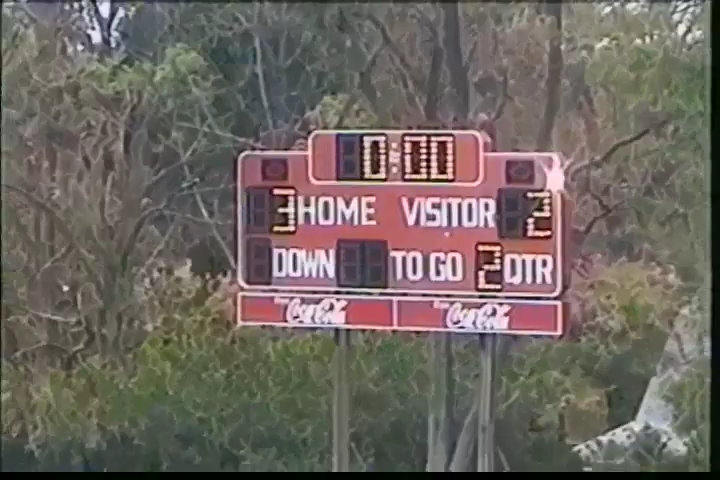 0:00
3 HOME VISITOR 2
DOWN TO GO 2 QTR
Coca-Cola Coca-Cola